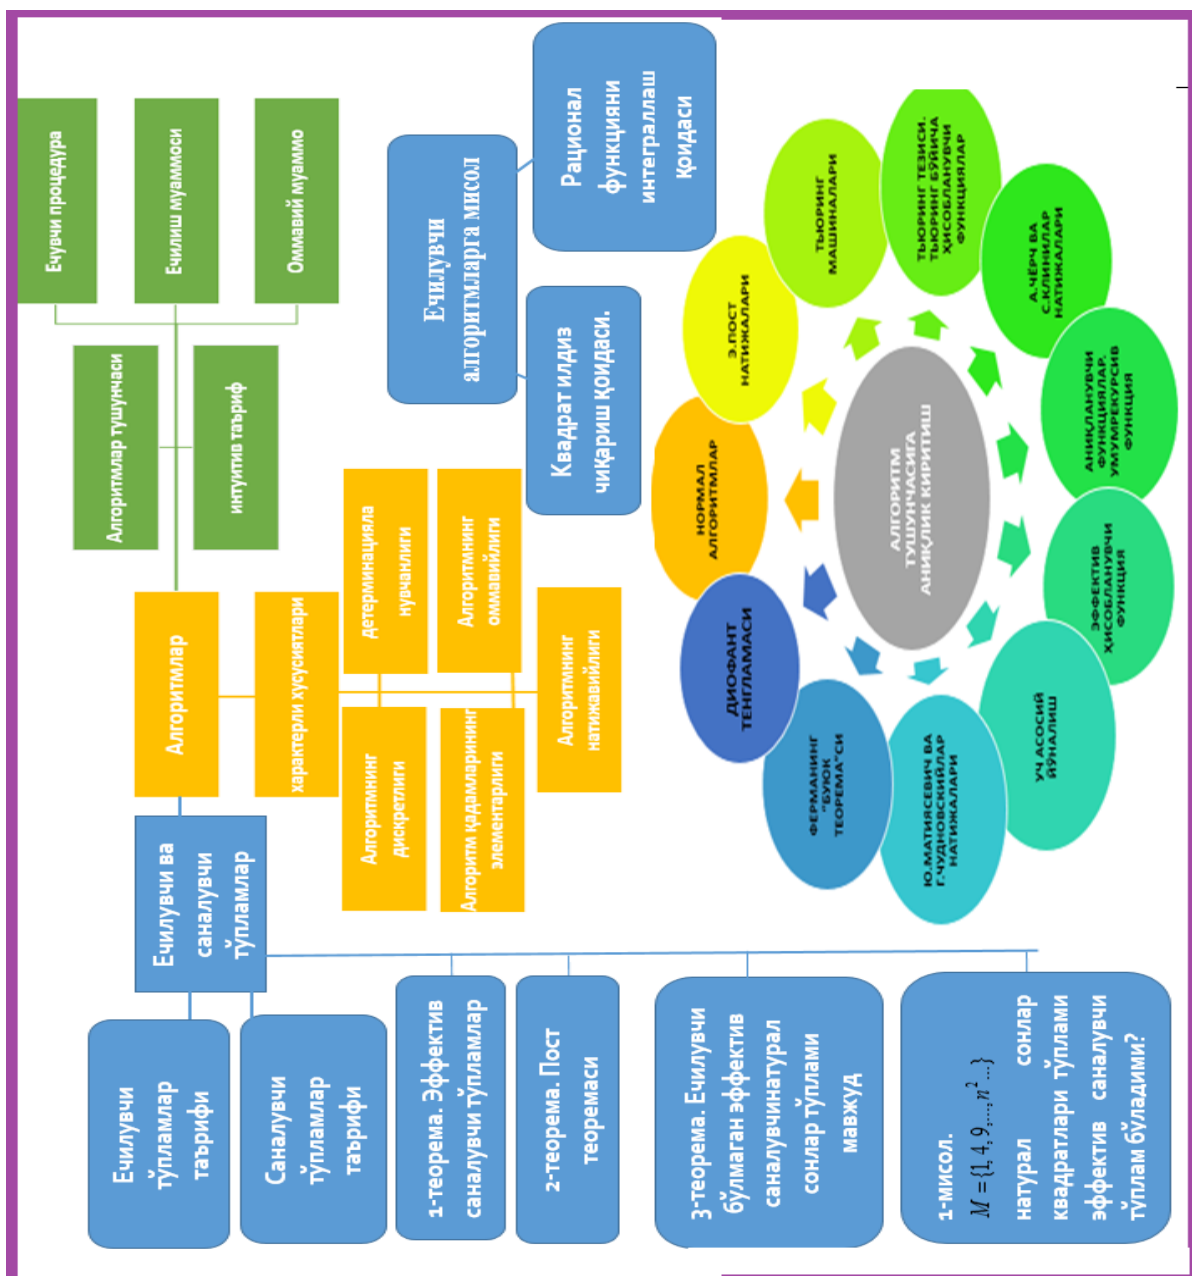 Ечилувчи ва
саналувчи
тўпламлар
Ечилувчи
тўпламлар
таърифи
Саналувчи
тўпламлар
таърифи
1-теорема. Эффектив
саналувчи тўпламлар
2-теорема. Пост
теоремаси
3-теорема. Ечилувчи
бўлмаган эффектив
саналувчинатурал
сонлар тўплами
мавжуд
1-мисол.
M = {1, 4, 9,..., n² ...}
натурал сонлар
квадратлари тўплами
эффектив саналувчи
тўплам бўладими?
Алгоритмлар
характерли хусусиятлари
Алгоритмнинг
дискретлиги
детерминацияла
нувчанлиги
Алгоритм қадамларининг
элементарлиги
Алгоритмнинг
оммавийлиги
Алгоритмнинг
натижавийлиги
Алгоритмлар тушунчаси
интуитив таъриф
Ечувчи процедура
Ечилиш муаммоси
Оммавий муаммо
Ечилувчи
алгоритмларга мисол
Квадрат илдиз
чиқариш қоидаси.
Рационал
функцияни
интеграллаш
қоидаси
АЛГОРИТМ
ТУШУНЧАСИГА
АНИҚЛИК КИРИТИШ
НОРМАЛ
АЛГОРИТМЛАР
Э.ПОСТ
НАТИЖАЛАРИ
ТЬЮРИНГ
МАШИНАЛАРИ
ТЬЮРИНГ ТЕЗИСИ.
ТЬЮРИНГ БЎЙИЧА
ҲИСОБЛАНУВЧИ
ФУНКЦИЯЛАР
А.ЧЁРЧ ВА
С.КЛИНИЛАР
НАТИЖАЛАРИ
АНИҚЛАНУВЧИ
ФУНКЦИЯЛАР.
УМУМРЕКУРСИВ
ФУНКЦИЯ
ЭФФЕКТИВ
ҲИСОБЛАНУВЧИ
ФУНКЦИЯ
УЧ АСОСИЙ
ЙЎНАЛИШ
Ю.МАТИЯСЕВИЧ ВА
Г.ЧУДНОВСКИЙЛАР
НАТИЖАЛАРИ
ФЕРМАНИНГ
"БУЮК
ТЕОРЕМА"СИ
ДИОФАНТ
ТЕНГЛАМАСИ